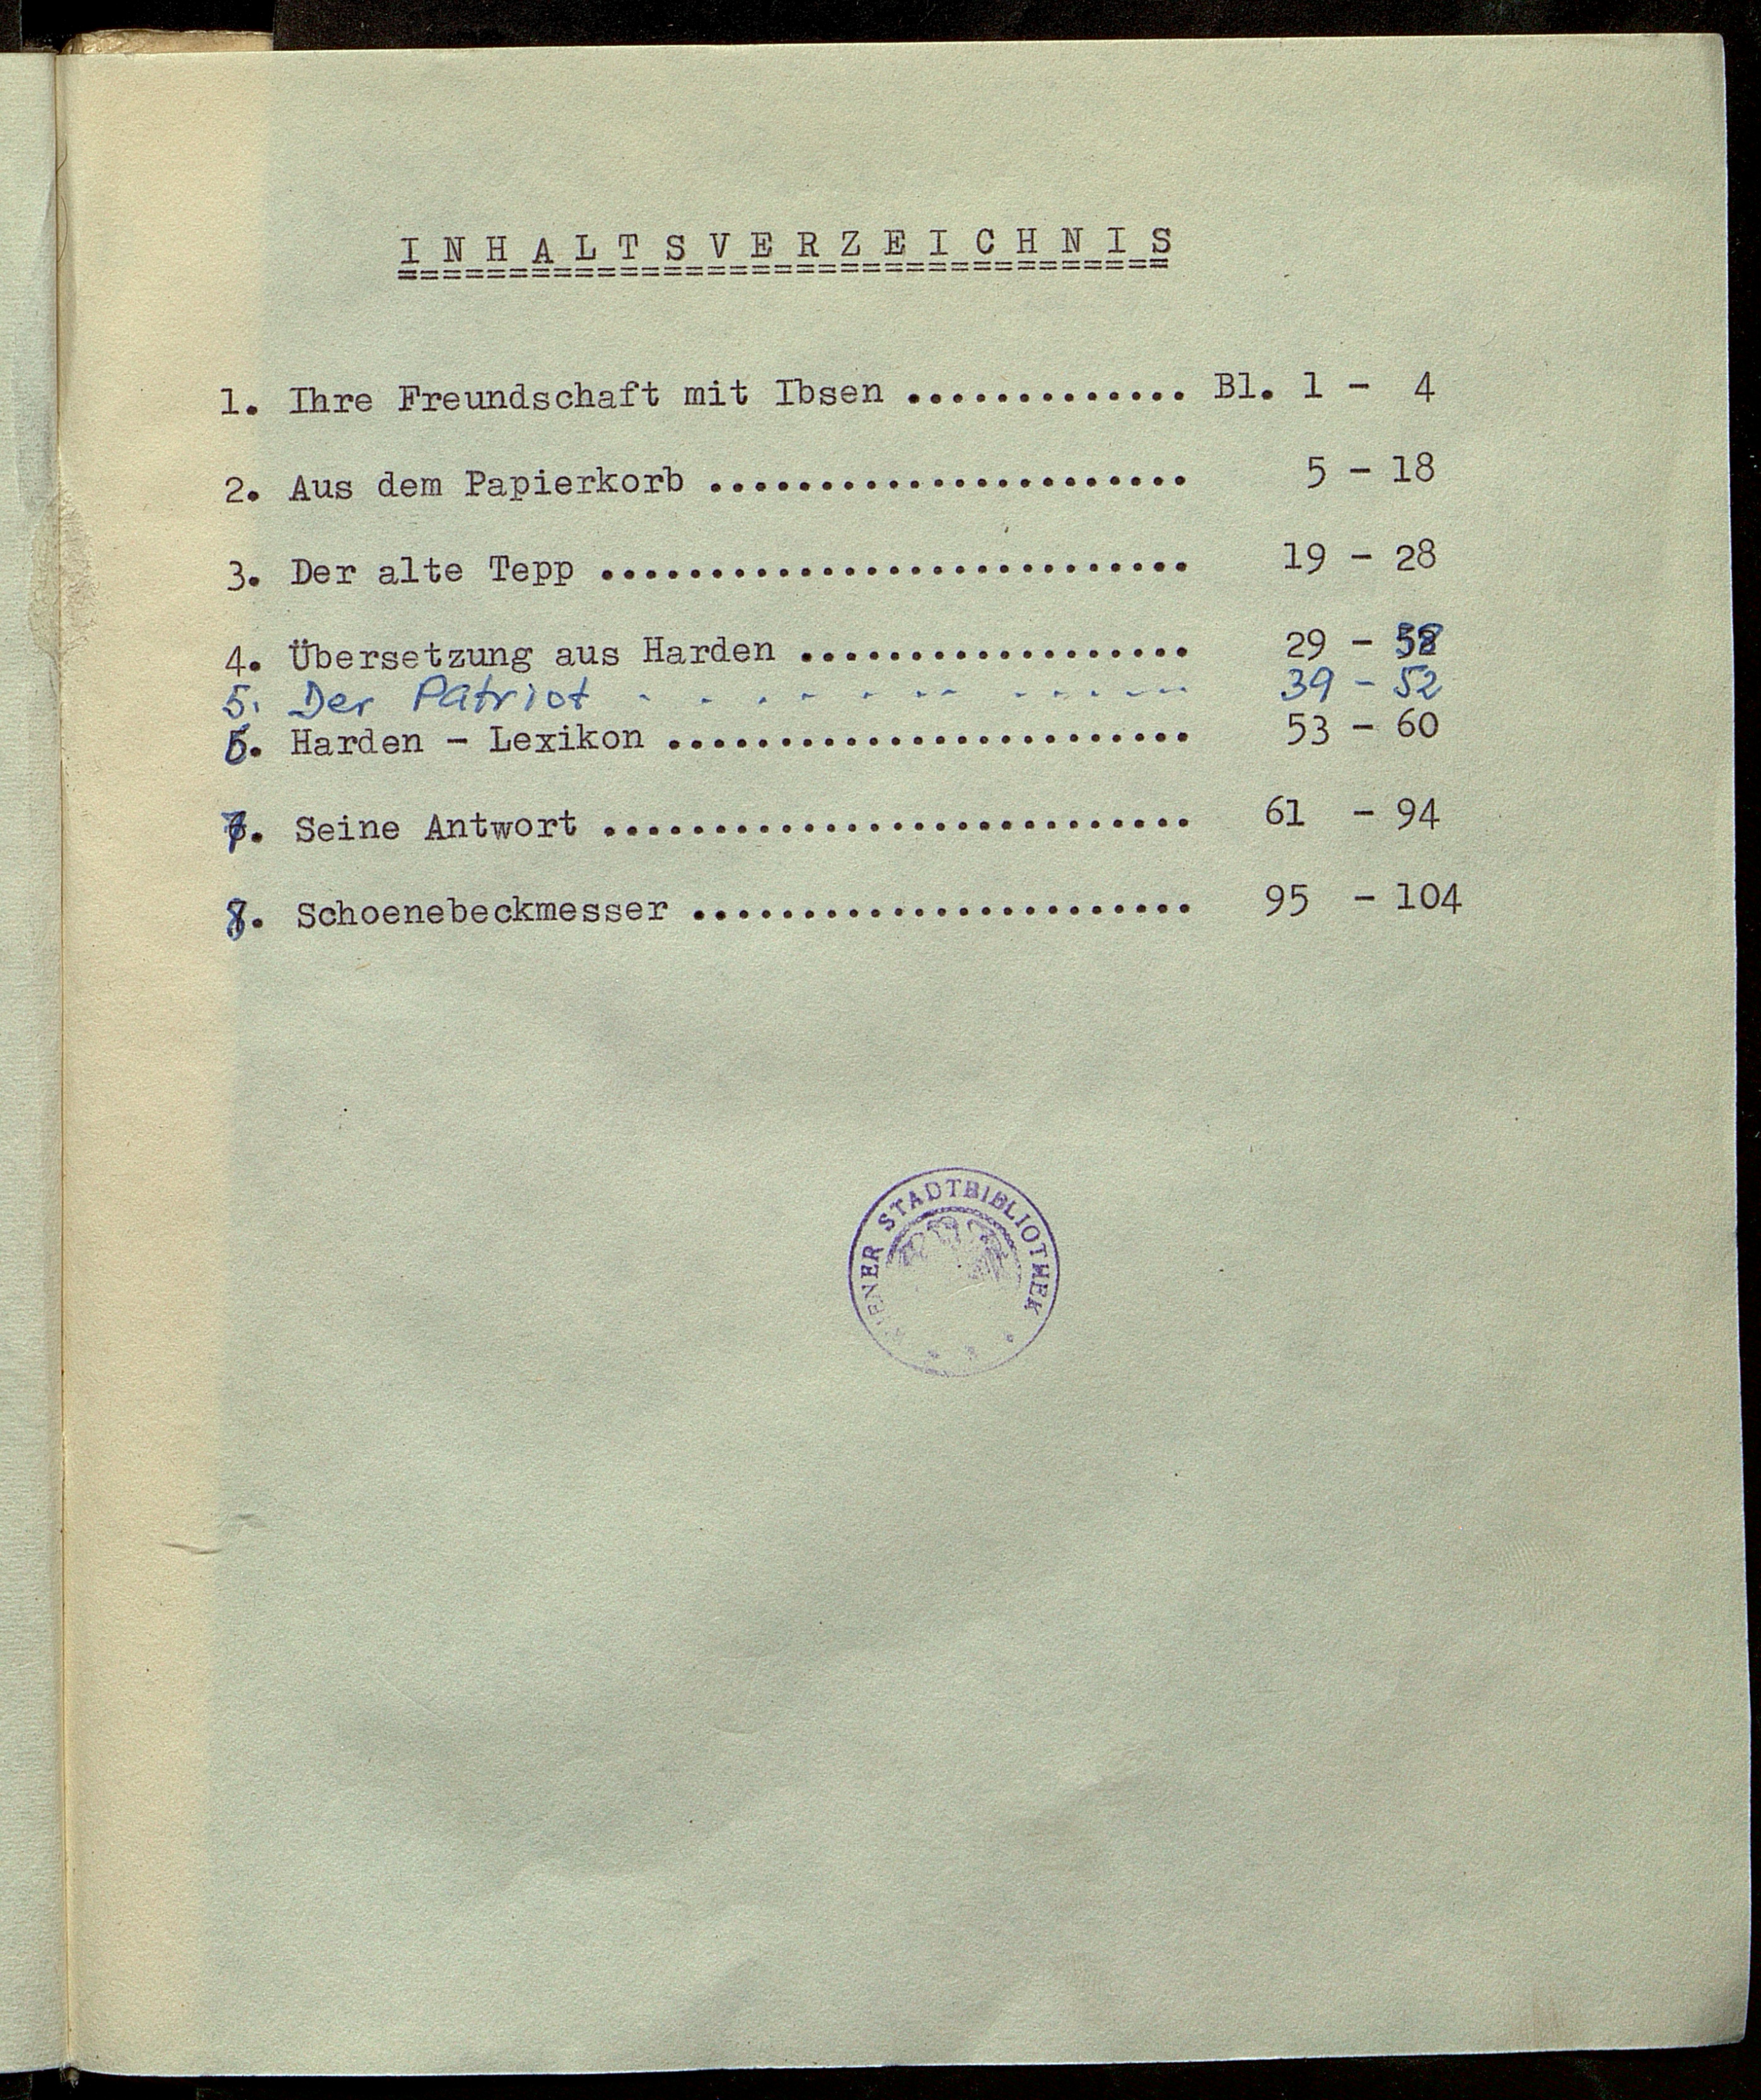 INHALTSVERZEICHNIS
1. Ihre Freundschaft mit Ibsen ............. Bl. 1 - 4
2. Aus dem Papierkorb ...................... 5 - 18
3. Der alte Tepp ........................... 19 - 28
4. Übersetzung aus Harden .................. 29 - 38
5. Der Patriot . . . . . . . . . . . . . 39 - 52
6. Harden - Lexikon ........................ 53 - 60
7. Seine Antwort ........................... 61 - 94
8. Schoenebeckmesser ....................... 95 - 104
WIENER STADTBIBLIOTHEK